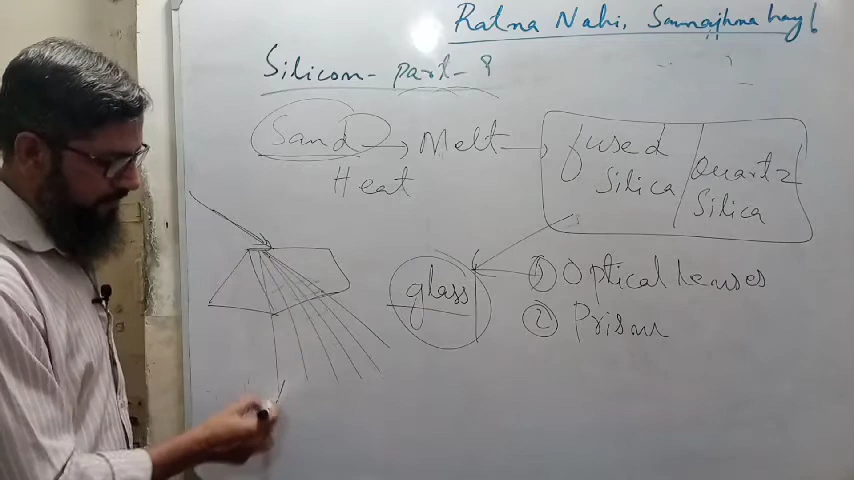 Ratna Nahi, Samajhna hay!
Silicon - part - 9
Sand → Melt → fused Silica / Quartz Silica
Heat
glass
① Optical Lenses
② Prism